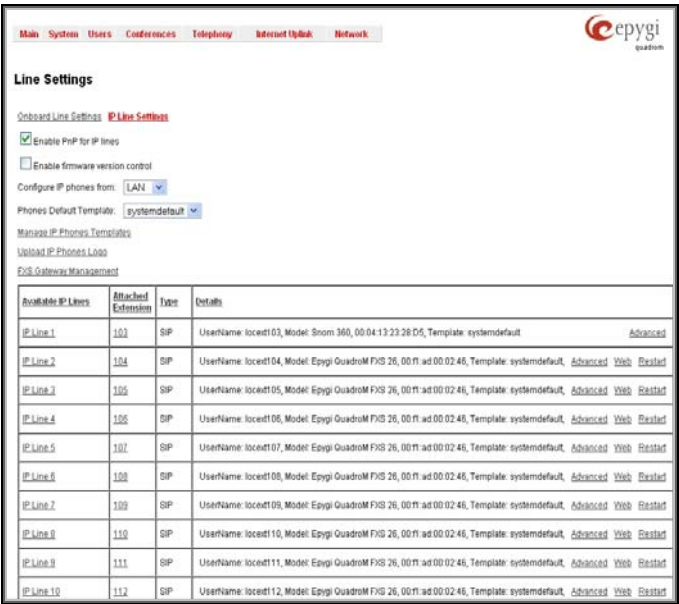 Main System Users Conferences Telephony Internet Uplink Network
epygi
quadrom
Line Settings
Onboard Line Settings IP Line Settings
Enable PnP for IP lines
Enable firmware version control
Configure IP phones from: LAN
Phones Default Template: systemdefault
Manage IP Phones Templates
Upload IP Phones Logo
FXS Gateway Management
Available IP Lines Attached Extension Type Details
IP Line 1 103 SIP UserName: locext103, Model: Snom 360, 00:04:13:23:28:D5, Template: systemdefault Advanced
IP Line 2 104 SIP UserName: locext104, Model: Epygi QuadroM FXS 26, 00:f1:ad:00:02:46, Template: systemdefault, Advanced Web Restart
IP Line 3 105 SIP UserName: locext105, Model: Epygi QuadroM FXS 26, 00:f1:ad:00:02:46, Template: systemdefault, Advanced Web Restart
IP Line 4 106 SIP UserName: locext106, Model: Epygi QuadroM FXS 26, 00:f1:ad:00:02:46, Template: systemdefault, Advanced Web Restart
IP Line 5 107 SIP UserName: locext107, Model: Epygi QuadroM FXS 26, 00:f1:ad:00:02:46, Template: systemdefault, Advanced Web Restart
IP Line 6 108 SIP UserName: locext108, Model: Epygi QuadroM FXS 26, 00:f1:ad:00:02:46, Template: systemdefault, Advanced Web Restart
IP Line 7 109 SIP UserName: locext109, Model: Epygi QuadroM FXS 26, 00:f1:ad:00:02:46, Template: systemdefault, Advanced Web Restart
IP Line 8 110 SIP UserName: locext110, Model: Epygi QuadroM FXS 26, 00:f1:ad:00:02:46, Template: systemdefault, Advanced Web Restart
IP Line 9 111 SIP UserName: locext111, Model: Epygi QuadroM FXS 26, 00:f1:ad:00:02:46, Template: systemdefault, Advanced Web Restart
IP Line 10 112 SIP UserName: locext112, Model: Epygi QuadroM FXS 26, 00:f1:ad:00:02:46, Template: systemdefault, Advanced Web Restart